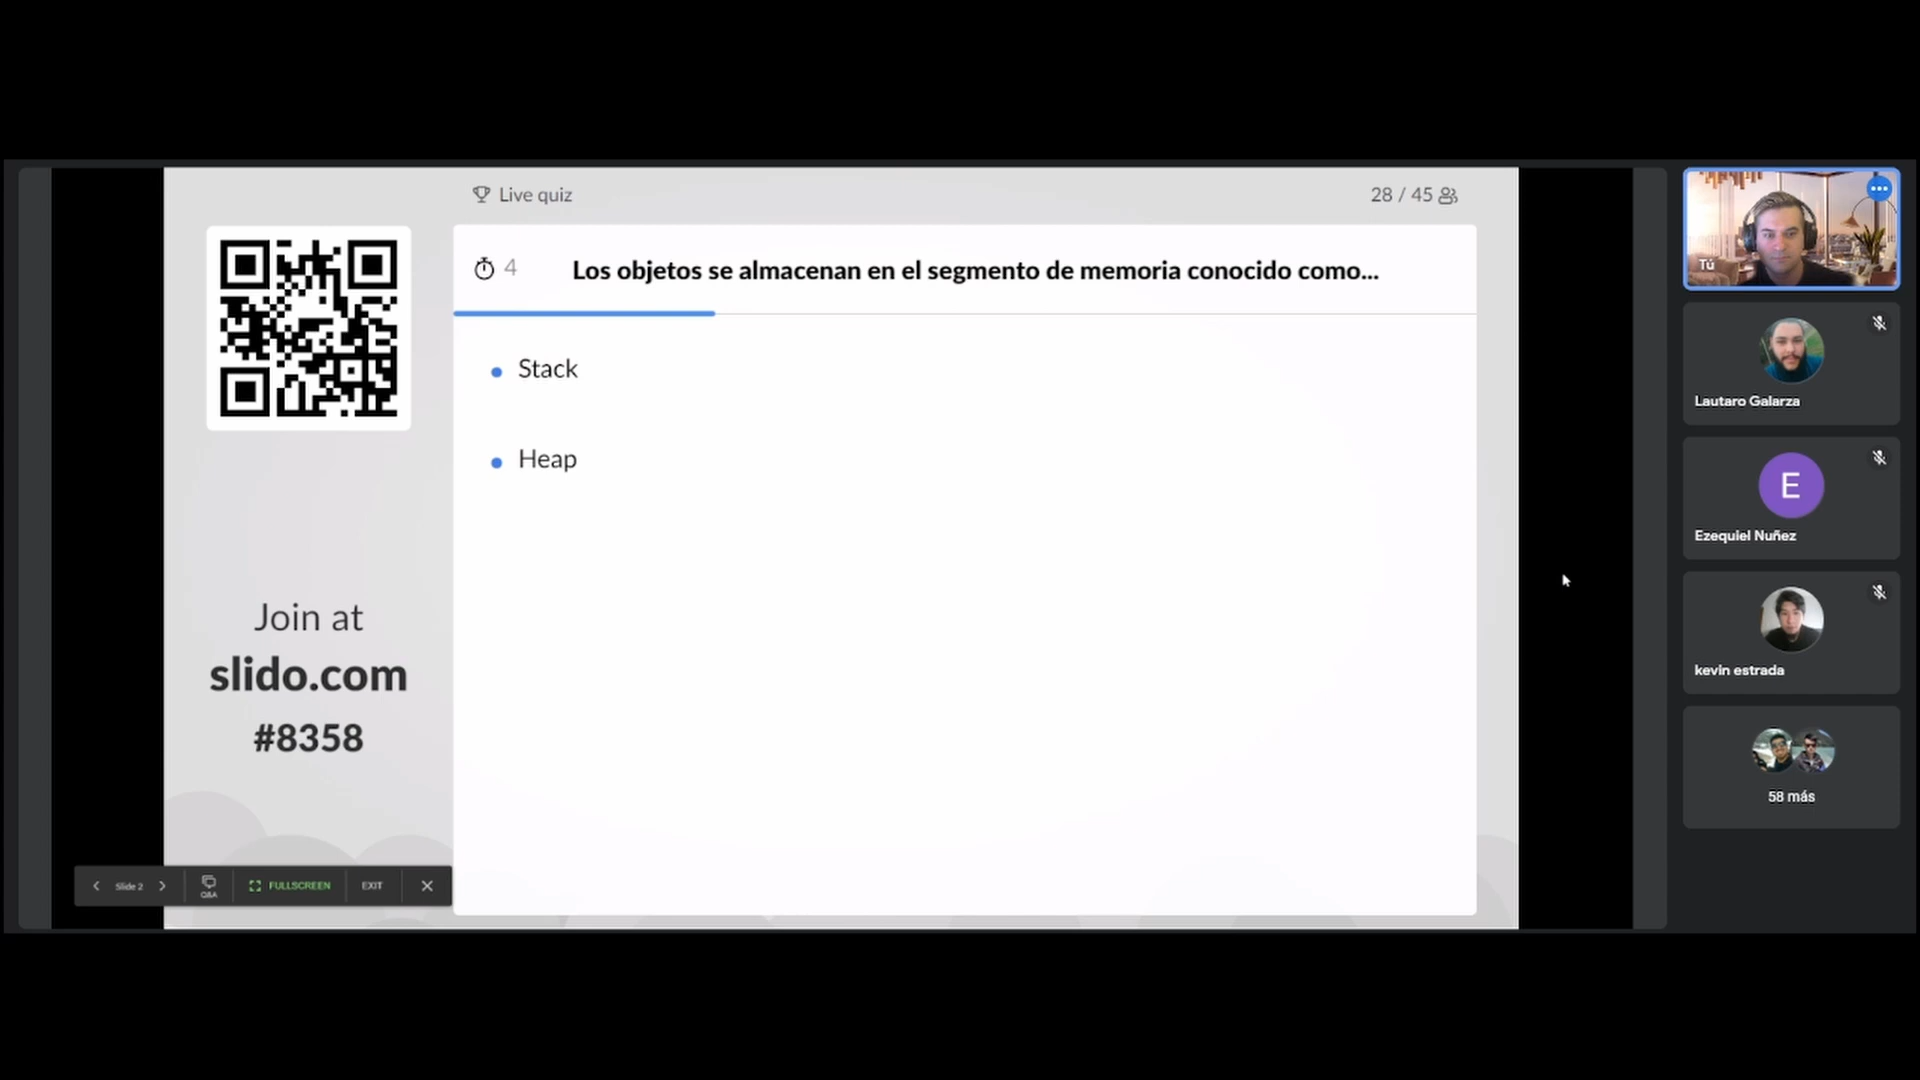 Live quiz
28 / 45
4
Los objetos se almacenan en el segmento de memoria conocido como...
Stack
Heap
Join at
slido.com
#8358
Slide 2
Q&A
FULLSCREEN
EXIT
Tú
Lautaro Galarza
E
Ezequiel Nuñez
kevin estrada
58 más